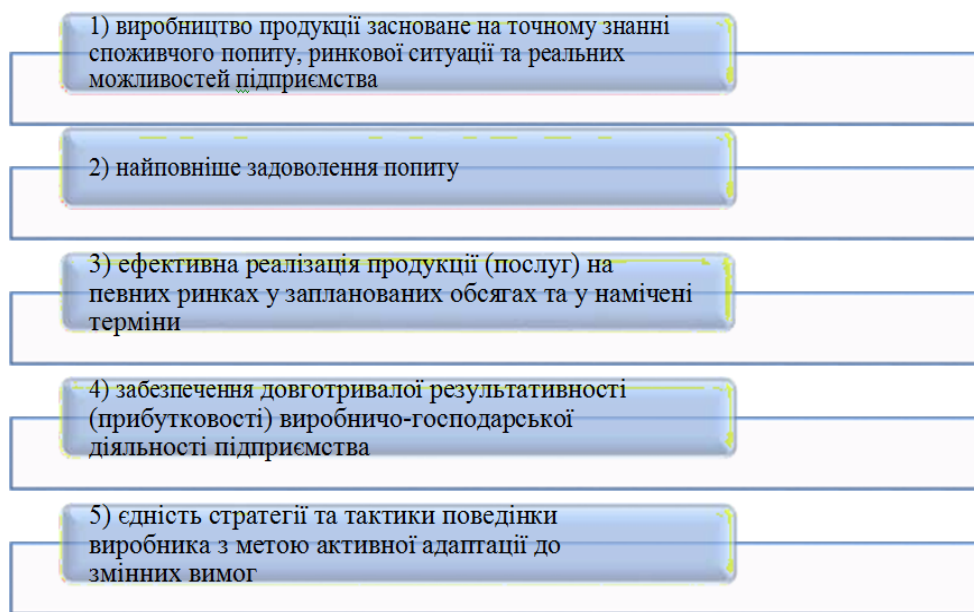 1) виробництво продукції засноване на точному знанні
споживчого попиту, ринкової ситуації та реальних
можливостей підприємства
2) найповніше задоволення попиту
3) ефективна реалізація продукції (послуг) на
певних ринках у запланованих обсягах та у намічені
терміни
4) забезпечення довготривалої результативності
(прибутковості) виробничо-господарської
діяльності підприємства
5) єдність стратегії та тактики поведінки
виробника з метою активної адаптації до
змінних вимог